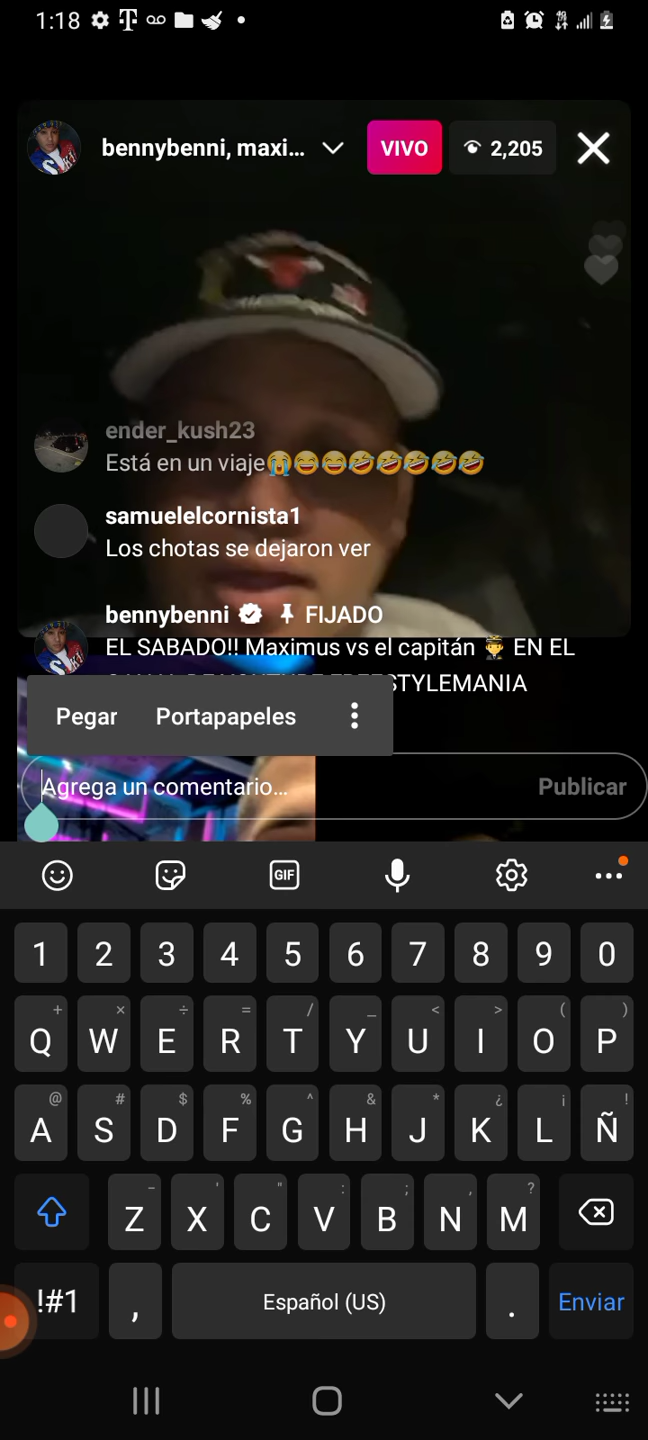 1:18
bennybenni, maxi...
VIVO
2,205
ender_kush23
Está en un viaje😭😄😄🤣🤣🤣🤣🤣
samuelelcornista1
Los chotas se dejaron ver
bennybenni FIJADO
EL SABADO!! Maximus vs el capitán 👮 EN EL
Pegar Portapapeles
Agrega un comentario...
Publicar
GIF
1 2 3 4 5 6 7 8 9 0
+ × ÷ = / _ < > ( )
Q W E R T Y U I O P
@ # $ % ^ & * ¿ ¡ !
A S D F G H J K L Ñ
- ' " : ; , ?
Z X C V B N M
!#1 , Español (US) . Enviar